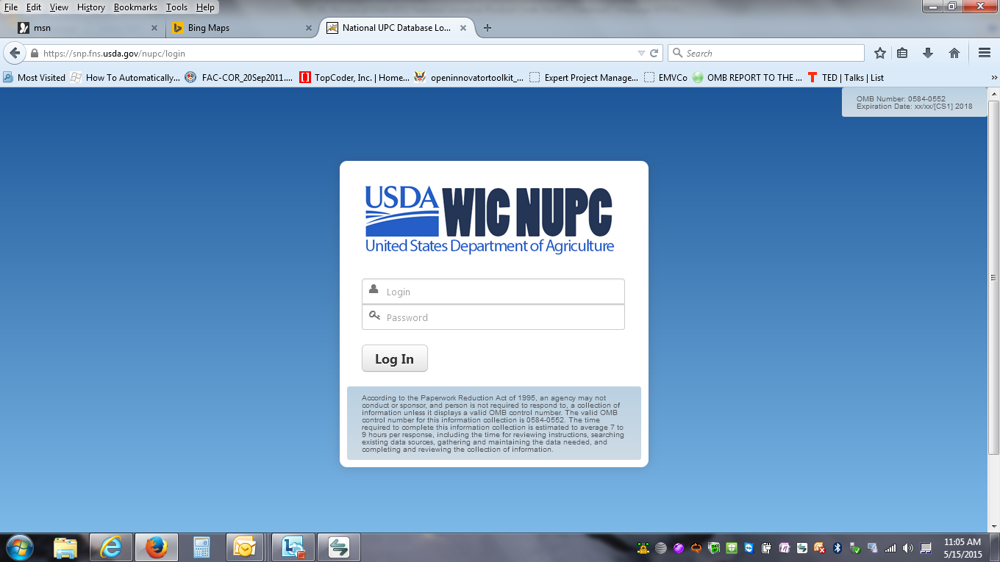 File Edit View History Bookmarks Tools Help
msn
Bing Maps
National UPC Database Lo...
https://snp.fns.usda.gov/nupc/login
Search
Most Visited
How To Automatically...
FAC-COR_20Sep2011....
TopCoder, Inc. | Home...
openinnovatortoolkit_...
Expert Project Manage...
EMVCo
OMB REPORT TO THE ...
TED | Talks | List
OMB Number: 0584-0552
Expiration Date: xx/xx/[CS1] 2018
USDA WIC NUPC
United States Department of Agriculture
Login
Password
Log In
According to the Paperwork Reduction Act of 1995, an agency may not
conduct or sponsor, and person is not required to respond to, a collection of
information unless it displays a valid OMB control number. The valid OMB
control number for this information collection is 0584-0552. The time
required to complete this information collection is estimated to average 7 to
9 hours per response, including the time for reviewing instructions, searching
existing data sources, gathering and maintaining the data needed, and
completing and reviewing the collection of information.
11:05 AM
5/15/2015